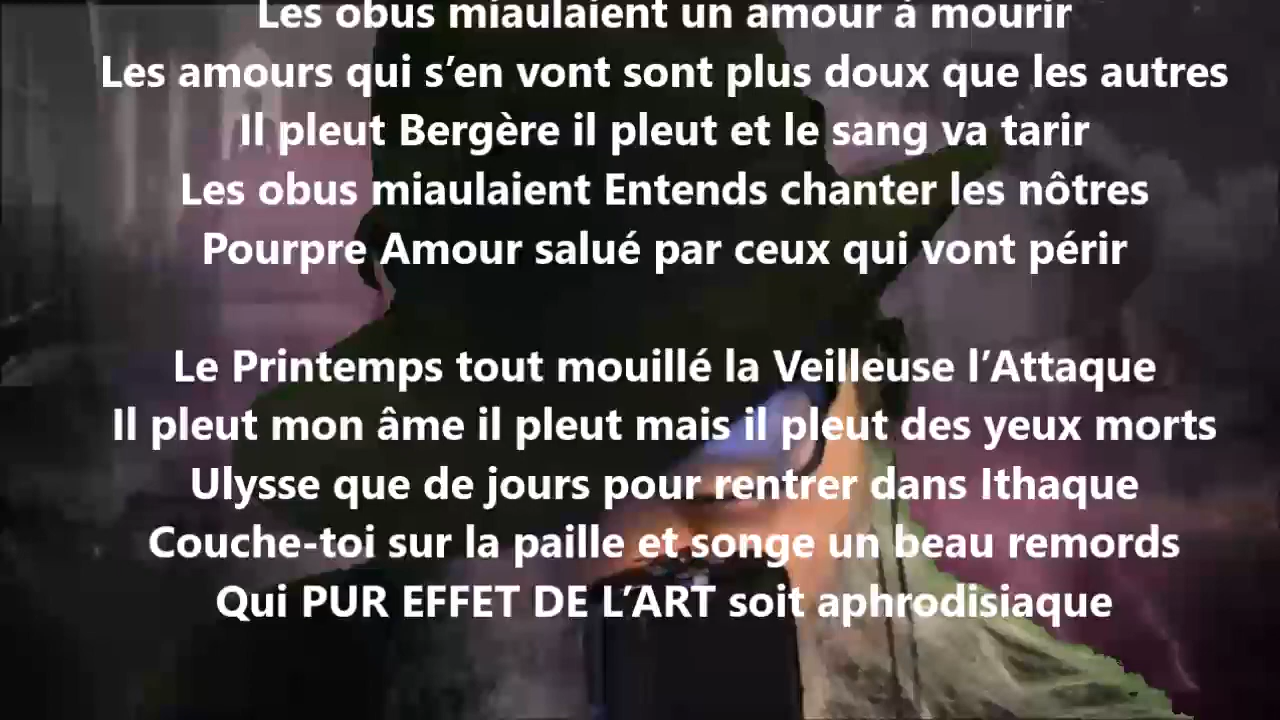 Les obus miaulaient un amour à mourir
Les amours qui s’en vont sont plus doux que les autres
Il pleut Bergère il pleut et le sang va tarir
Les obus miaulaient Entends chanter les nôtres
Pourpre Amour salué par ceux qui vont périr
Le Printemps tout mouillé la Veilleuse l’Attaque
Il pleut mon âme il pleut mais il pleut des yeux morts
Ulysse que de jours pour rentrer dans Ithaque
Couche-toi sur la paille et songe un beau remords
Qui PUR EFFET DE L’ART soit aphrodisiaque